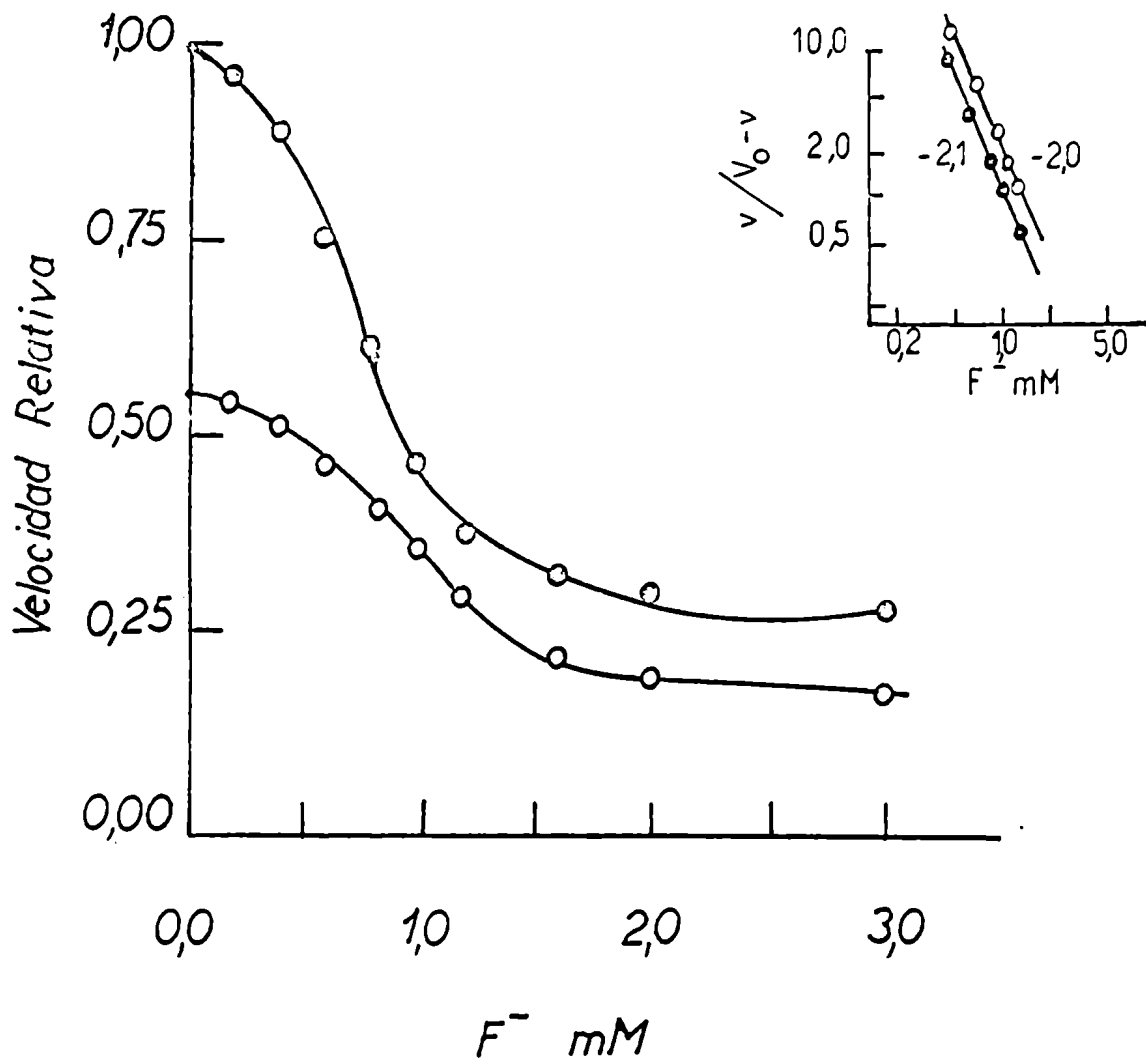 Velocidad Relativa
1,00
0,75
0,50
0,25
0,00
0,0 1,0 2,0 3,0
F⁻ mM
v / V₀-v
10,0
2,0
0,5
-2,1 -2,0
0,2 1,0 5,0
F⁻ mM